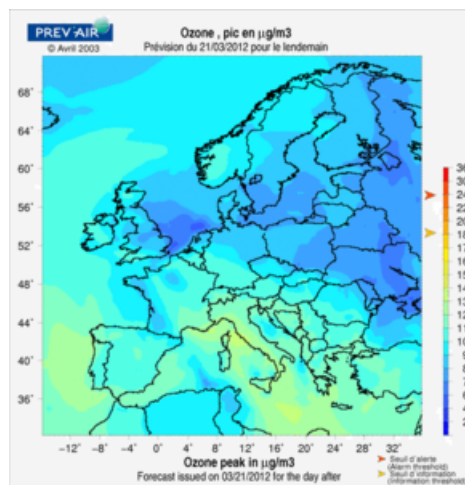 PREV'AIR
© Avril 2003
Ozone , pic en µg/m3
Prévision du 21/03/2012 pour le lendemain
68°
64°
60°
56°
52°
48°
44°
40°
36°
−12° −8° −4° 0° 4° 8° 12° 16° 20° 24° 28° 32°
36
24
18
Ozone peak in µg/m3
Forecast issued on 03/21/2012 for the day after
Seuil d'alerte
(Alarm threshold)
Seuil d'information
(Information threshold